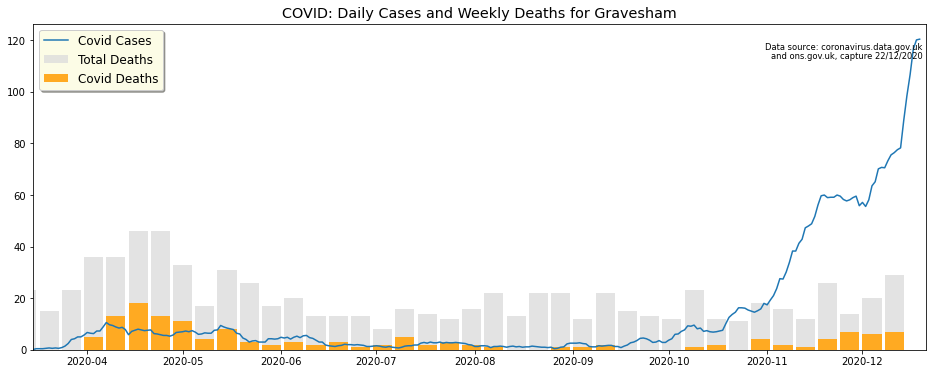 COVID: Daily Cases and Weekly Deaths for Gravesham
120
100
80
60
40
20
0
Covid Cases
Total Deaths
Covid Deaths
Data source: coronavirus.data.gov.uk
and ons.gov.uk, capture 22/12/2020
2020-04
2020-05
2020-06
2020-07
2020-08
2020-09
2020-10
2020-11
2020-12